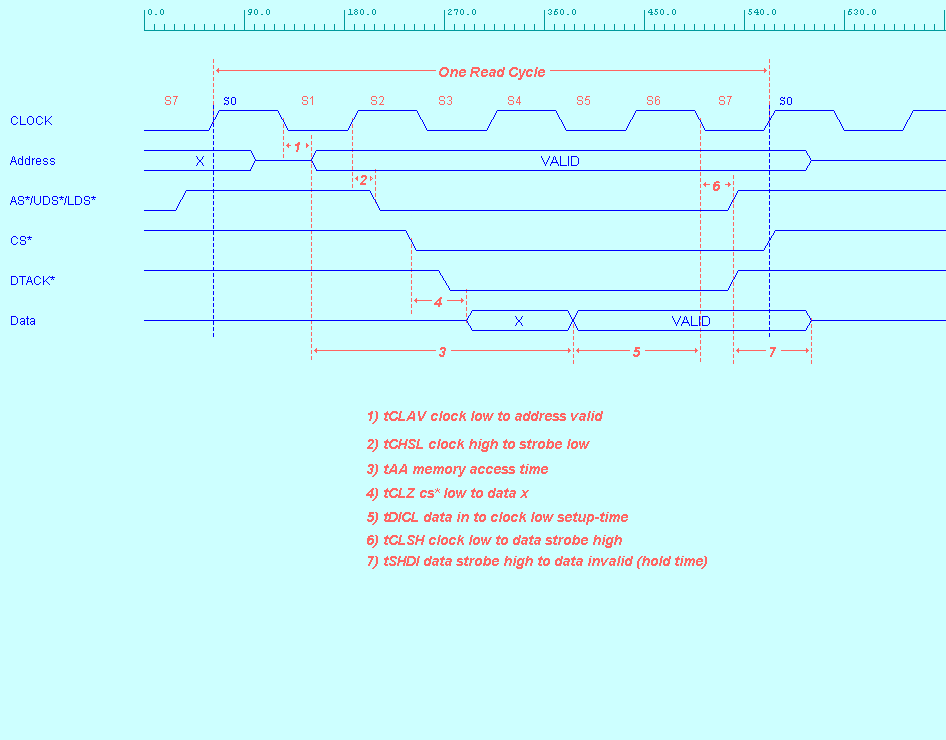 0.0 90.0 180.0 270.0 360.0 450.0 540.0 630.0
One Read Cycle
S7 S0 S1 S2 S3 S4 S5 S6 S7 S0
CLOCK
1
Address X VALID
2 6
AS*/UDS*/LDS*
CS*
DTACK*
4
Data X VALID
3 5 7
1) tCLAV clock low to address valid
2) tCHSL clock high to strobe low
3) tAA memory access time
4) tCLZ cs* low to data x
5) tDICL data in to clock low setup-time
6) tCLSH clock low to data strobe high
7) tSHDI data strobe high to data invalid (hold time)